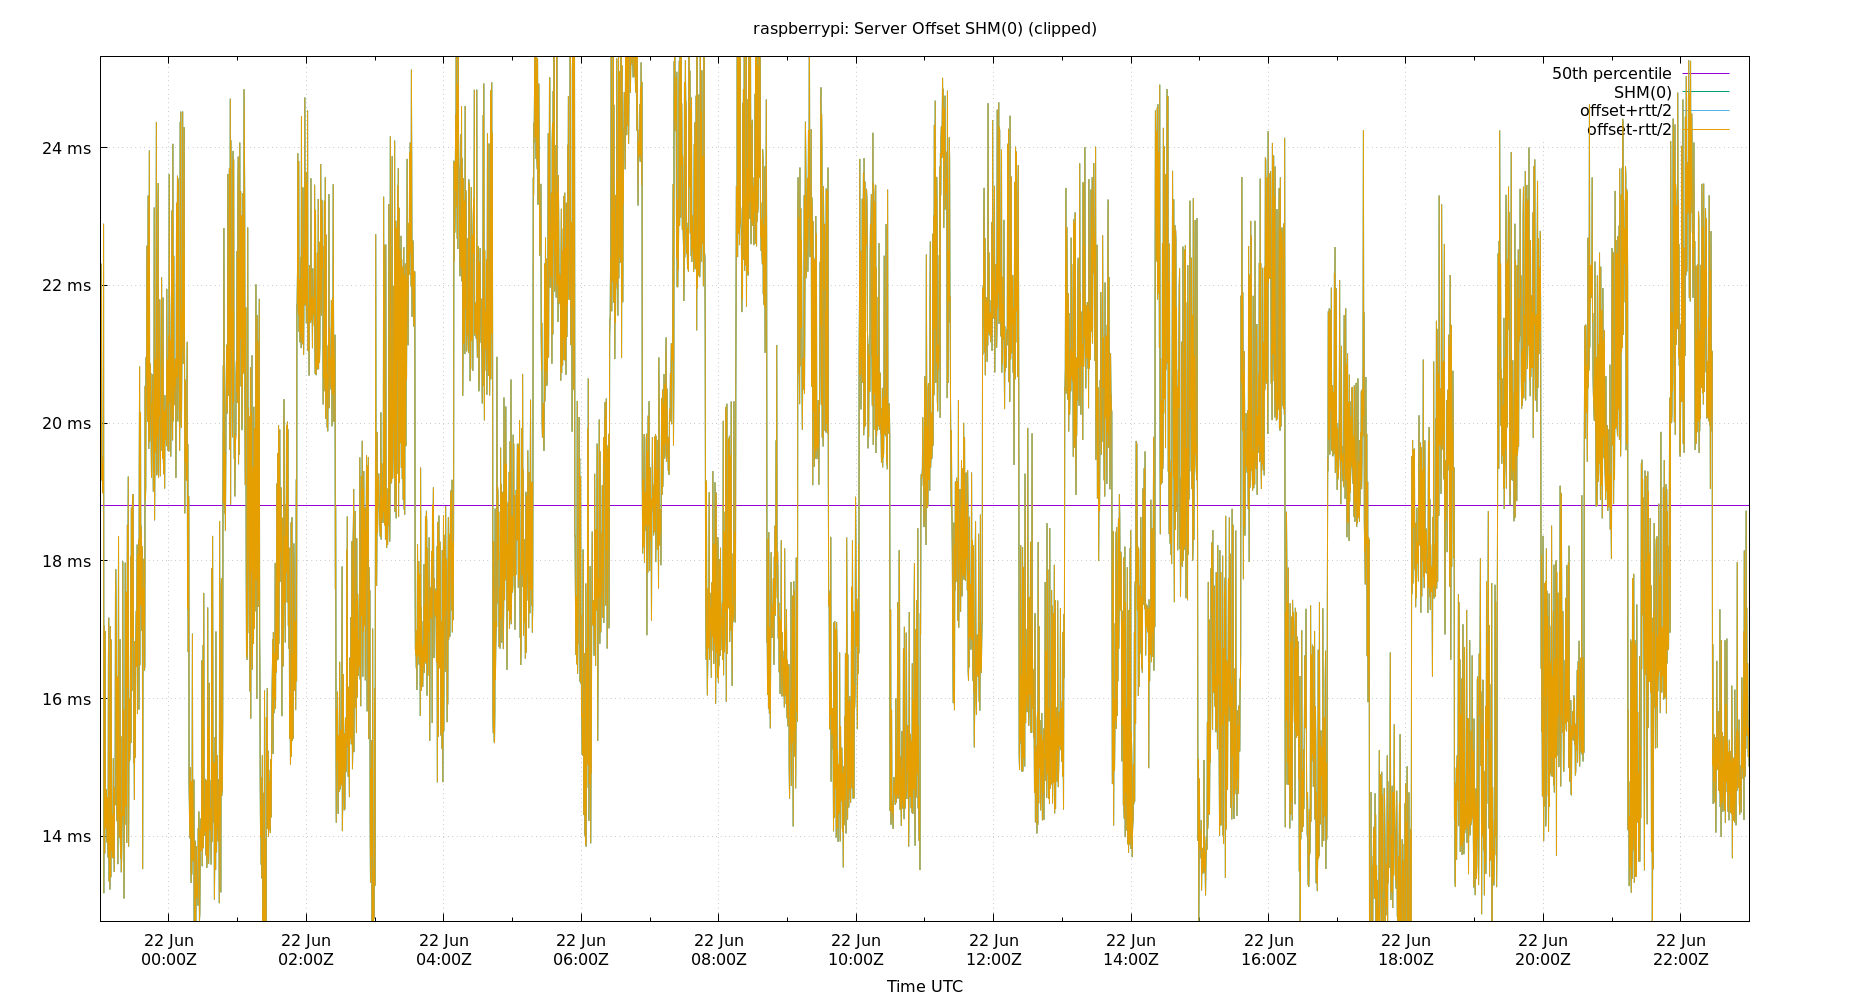 raspberrypi: Server Offset SHM(0) (clipped)
50th percentile
SHM(0)
offset+rtt/2
offset-rtt/2
24 ms
22 ms
20 ms
18 ms
16 ms
14 ms
22 Jun 22 Jun 22 Jun 22 Jun 22 Jun 22 Jun 22 Jun 22 Jun 22 Jun 22 Jun 22 Jun 22 Jun
00:00Z 02:00Z 04:00Z 06:00Z 08:00Z 10:00Z 12:00Z 14:00Z 16:00Z 18:00Z 20:00Z 22:00Z
Time UTC